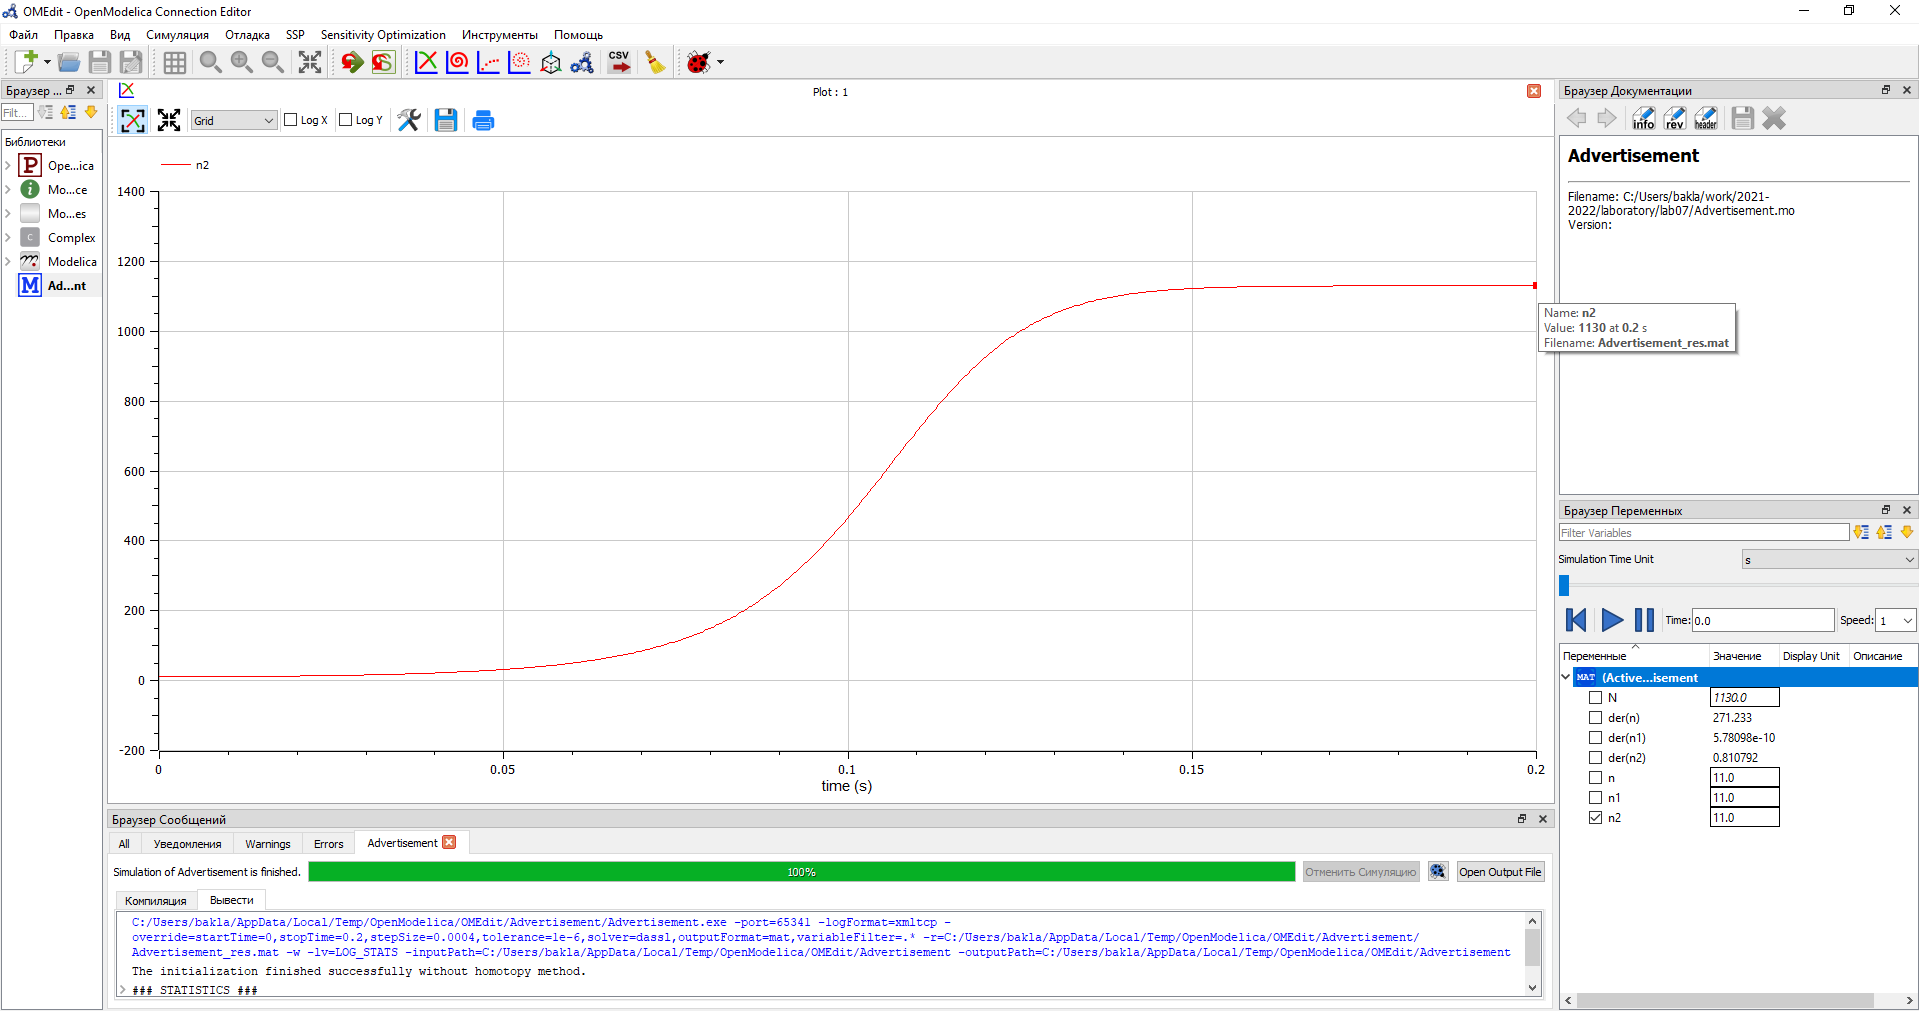 OMEdit - OpenModelica Connection Editor
Файл Правка Вид Симуляция Отладка SSP Sensitivity Optimization Инструменты Помощь
CSV
Браузер ...
Filt...
Библиотеки
P Ope...ica
i Mo...ce
Mo...es
C Complex
Modelica
M Ad...nt
Plot : 1
Grid Log X Log Y
n2
1400
1200
1000
800
600
400
200
0
-200
0 0.05 0.1 0.15 0.2
time (s)
Name: n2
Value: 1130 at 0.2 s
Filename: Advertisement_res.mat
Браузер Сообщений
All Уведомления Warnings Errors Advertisement
Simulation of Advertisement is finished. 100% Отменить Симуляцию Open Output File
Компиляция Вывести
C:/Users/bakla/AppData/Local/Temp/OpenModelica/OMEdit/Advertisement/Advertisement.exe -port=65341 -logFormat=xmltcp -
override=startTime=0,stopTime=0.2,stepSize=0.0004,tolerance=1e-6,solver=dassl,outputFormat=mat,variableFilter=.* -r=C:/Users/bakla/AppData/Local/Temp/OpenModelica/OMEdit/Advertisement/
Advertisement_res.mat -w -lv=LOG_STATS -inputPath=C:/Users/bakla/AppData/Local/Temp/OpenModelica/OMEdit/Advertisement -outputPath=C:/Users/bakla/AppData/Local/Temp/OpenModelica/OMEdit/Advertisement
The initialization finished successfully without homotopy method.
### STATISTICS ###
Браузер Документации
info rev header
Advertisement
Filename: C:/Users/bakla/work/2021-
2022/laboratory/lab07/Advertisement.mo
Version:
Браузер Переменных
Filter Variables
Simulation Time Unit s
Time: 0.0 Speed: 1
Переменные Значение Display Unit Описание
MAT (Active...isement
N 1130.0
der(n) 271.233
der(n1) 5.78098e-10
der(n2) 0.810792
n 11.0
n1 11.0
n2 11.0